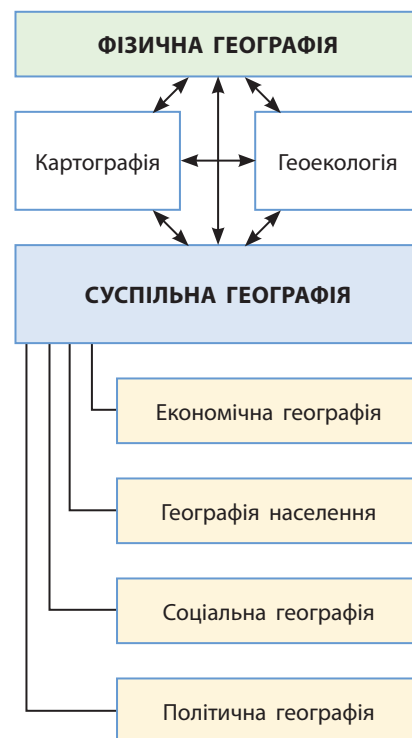 ФІЗИЧНА ГЕОГРАФІЯ
Картографія
Геоекологія
СУСПІЛЬНА ГЕОГРАФІЯ
Економічна географія
Географія населення
Соціальна географія
Політична географія